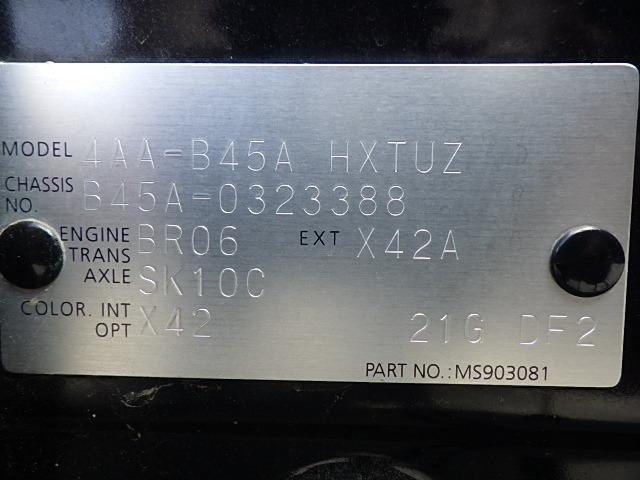 MODEL 4AA-B45A HXTUZ
CHASSIS NO. B45A-0323388
ENGINE BR06 EXT X42A
TRANS AXLE SK10C
COLOR. INT X42
OPT 21G DF2
PART NO.:MS903081